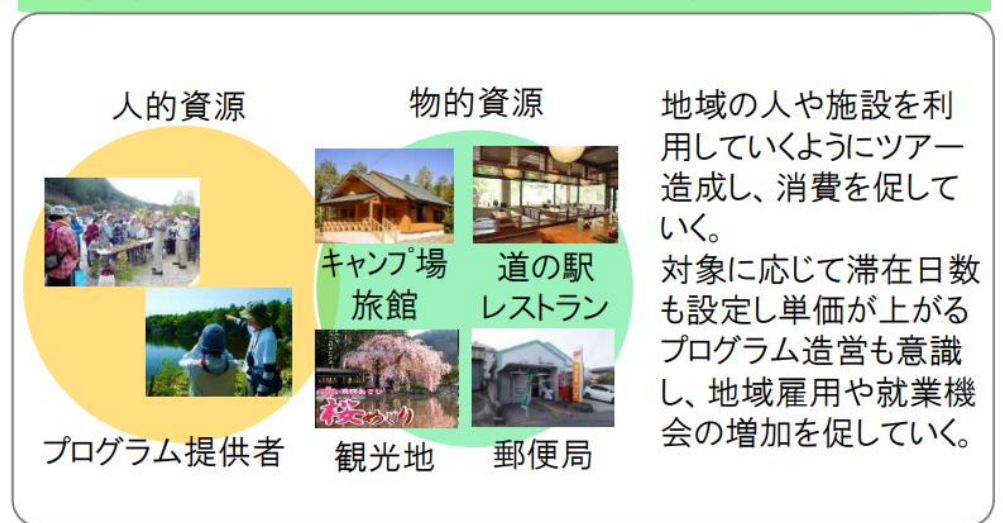 人的資源
物的資源
キャンプ場
旅館
道の駅
レストラン
桜めぐり
プログラム提供者
観光地
郵便局
地域の人や施設を利
用していくようにツアー
造成し、消費を促して
いく。
対象に応じて滞在日数
も設定し単価が上がる
プログラム造営も意識
し、地域雇用や就業機
会の増加を促していく。